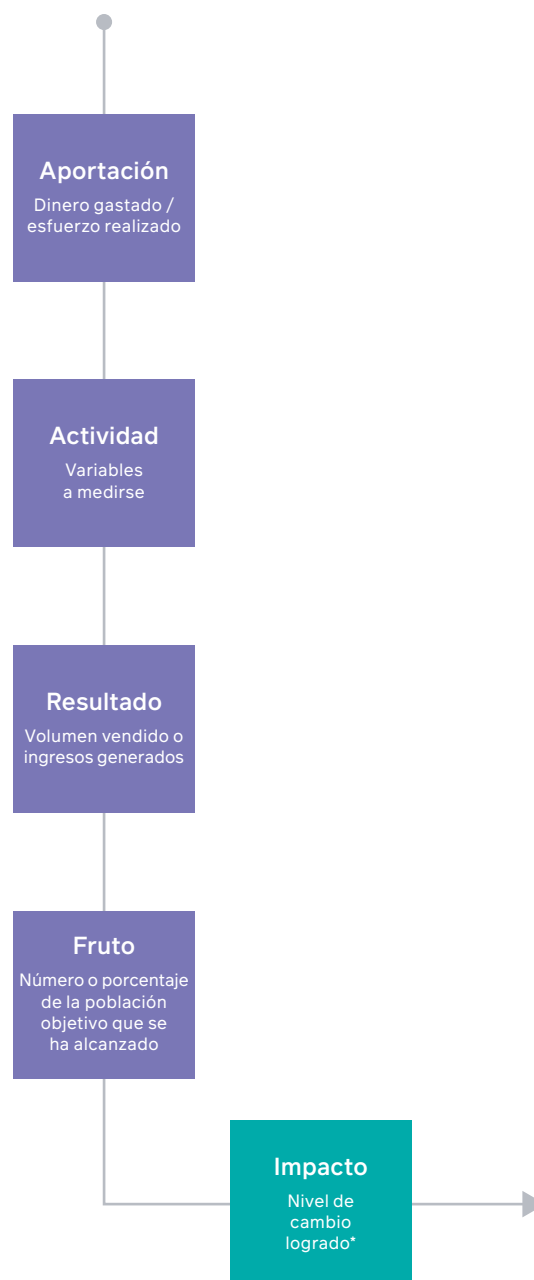 Aportación
Dinero gastado /
esfuerzo realizado
Actividad
Variables
a medirse
Resultado
Volumen vendido o
ingresos generados
Fruto
Número o porcentaje
de la población
objetivo que se
ha alcanzado
Impacto
Nivel de
cambio
logrado*